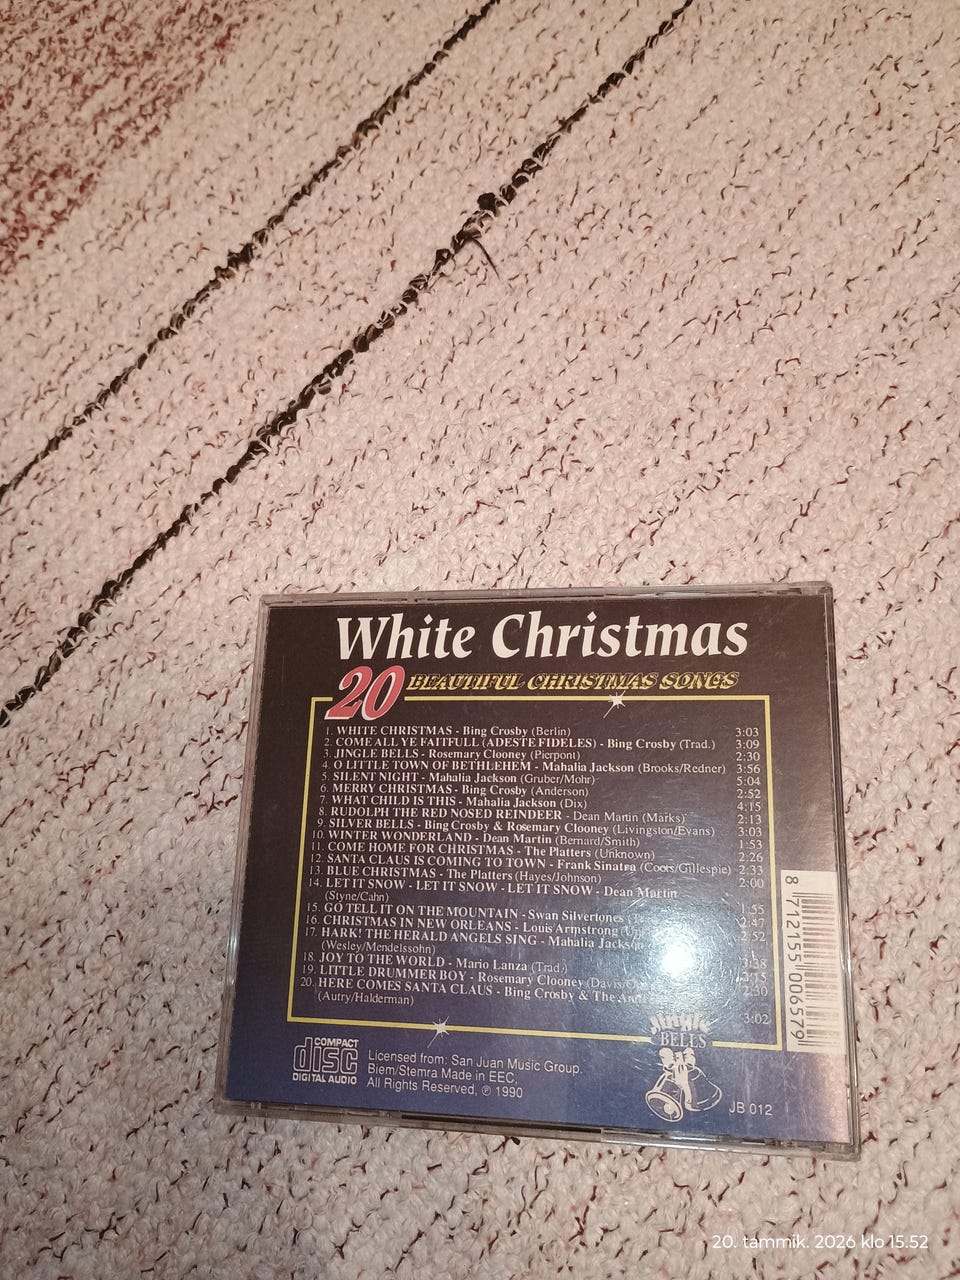 White Christmas
20 BEAUTIFUL CHRISTMAS SONGS
1. WHITE CHRISTMAS - Bing Crosby (Berlin) 3:03
2. COME ALL YE FAITFULL (ADESTE FIDELES) - Bing Crosby (Trad.) 3:09
3. JINGLE BELLS - Rosemary Clooney (Pierpont) 2:30
4. O LITTLE TOWN OF BETHLEHEM - Mahalia Jackson (Brooks/Redner) 3:56
5. SILENT NIGHT - Mahalia Jackson (Gruber/Mohr) 5:04
6. MERRY CHRISTMAS - Bing Crosby (Anderson) 2:52
7. WHAT CHILD IS THIS - Mahalia Jackson (Dix) 4:15
8. RUDOLPH THE RED NOSED REINDEER - Dean Martin (Marks) 2:13
9. SILVER BELLS - Bing Crosby & Rosemary Clooney (Livingston/Evans) 3:03
10. WINTER WONDERLAND - Dean Martin (Bernard/Smith) 1:53
11. COME HOME FOR CHRISTMAS - The Platters (Unknown) 2:26
12. SANTA CLAUS IS COMING TO TOWN - Frank Sinatra (Coots/Gillespie) 2:33
13. BLUE CHRISTMAS - The Platters (Hayes/Johnson) 2:00
14. LET IT SNOW - LET IT SNOW - LET IT SNOW - Dean Martin
(Styne/Cahn) 1:55
15. GO TELL IT ON THE MOUNTAIN - Swan Silvertones 2:47
16. CHRISTMAS IN NEW ORLEANS - Louis Armstrong 2:52
17. HARK! THE HERALD ANGELS SING - Mahalia Jackson
(Wesley/Mendelssohn) 2:38
18. JOY TO THE WORLD - Mario Lanza (Trad.) 2:15
19. LITTLE DRUMMER BOY - Rosemary Clooney 2:30
20. HERE COMES SANTA CLAUS - Bing Crosby & The
(Autry/Halderman) 3:02
8 712155 006579
COMPACT
disc
DIGITAL AUDIO
Licensed from: San Juan Music Group.
Biem/Stemra Made in EEC,
All Rights Reserved, ℗ 1990
JINGLE
BELLS
JB 012
20. tammik. 2026 klo 15.52